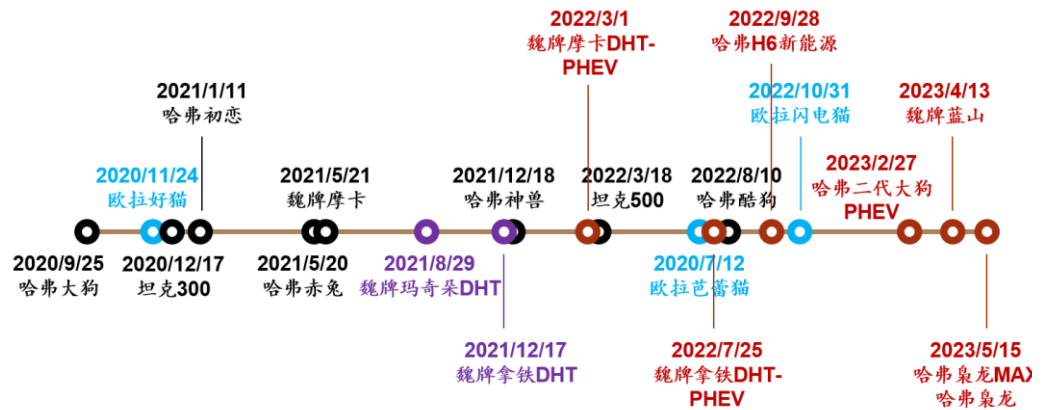 2022/3/1
魏牌摩卡DHT-
PHEV
2022/9/28
哈弗H6新能源
2021/1/11
哈弗初恋
2022/10/31
欧拉闪电猫
2023/4/13
魏牌蓝山
2020/11/24
欧拉好猫
2021/5/21
魏牌摩卡
2021/12/18
哈弗神兽
2022/3/18
坦克500
2022/8/10
哈弗酷狗
2023/2/27
哈弗二代大狗
PHEV
2020/9/25
哈弗大狗
2020/12/17
坦克300
2021/5/20
哈弗赤兔
2021/8/29
魏牌玛奇朵DHT
2020/7/12
欧拉芭蕾猫
2021/12/17
魏牌拿铁DHT
2022/7/25
魏牌拿铁DHT-
PHEV
2023/5/15
哈弗枭龙MAX
哈弗枭龙